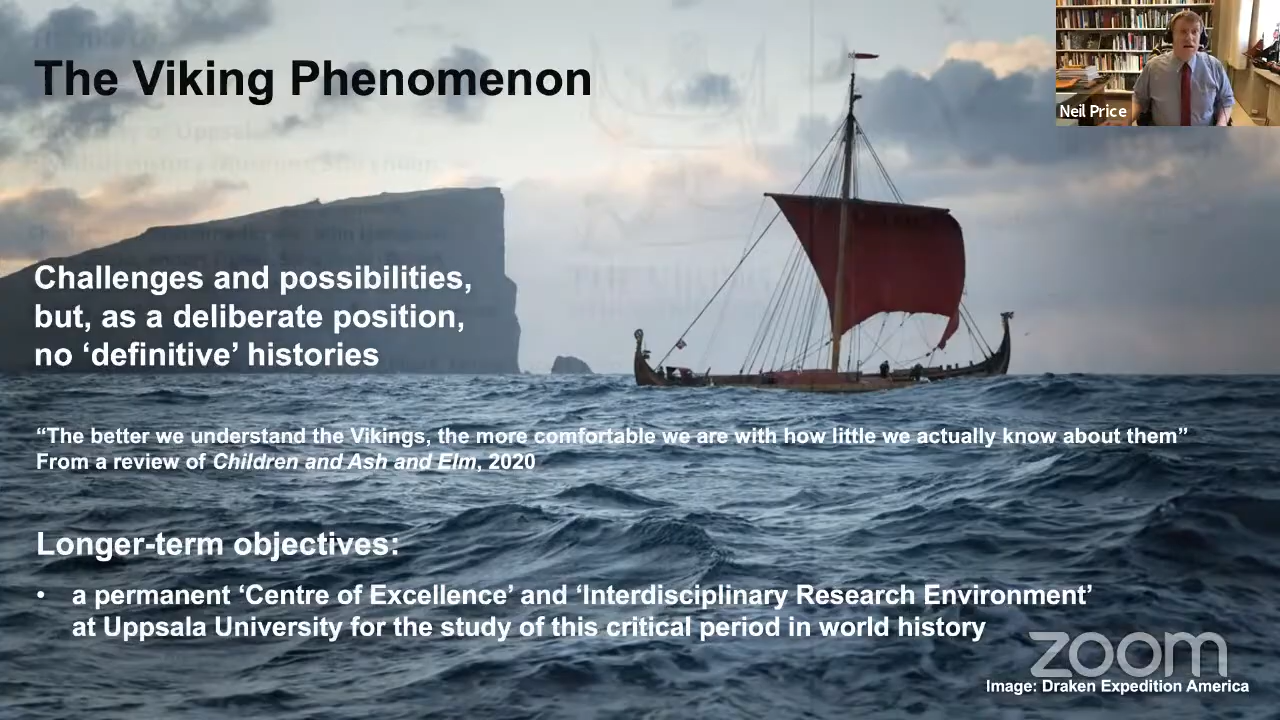 The Viking Phenomenon
Neil Price
Challenges and possibilities,
but, as a deliberate position,
no ‘definitive’ histories
“The better we understand the Vikings, the more comfortable we are with how little we actually know about them”
From a review of Children and Ash and Elm, 2020
Longer-term objectives:
• a permanent ‘Centre of Excellence’ and ‘Interdisciplinary Research Environment’
at Uppsala University for the study of this critical period in world history
zoom
Image: Draken Expedition America